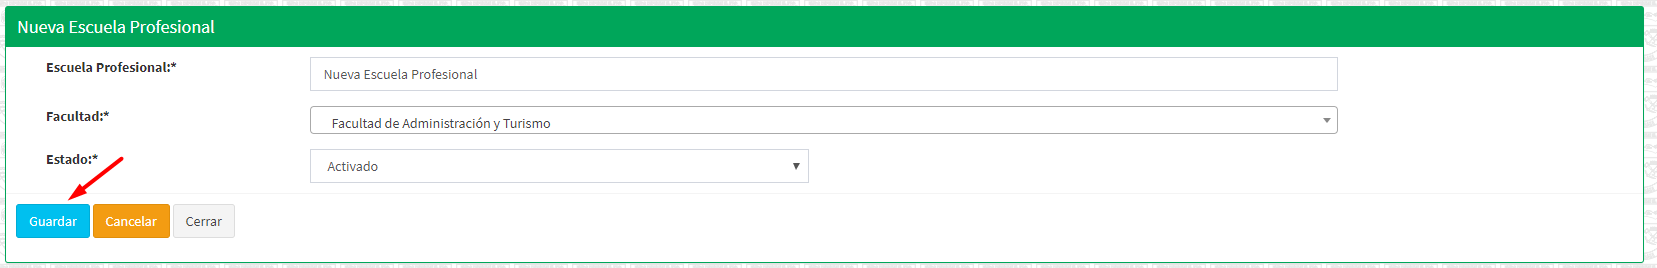 Nueva Escuela Profesional
Escuela Profesional:* Nueva Escuela Profesional
Facultad:* Facultad de Administración y Turismo
Estado:* Activado
Guardar Cancelar Cerrar